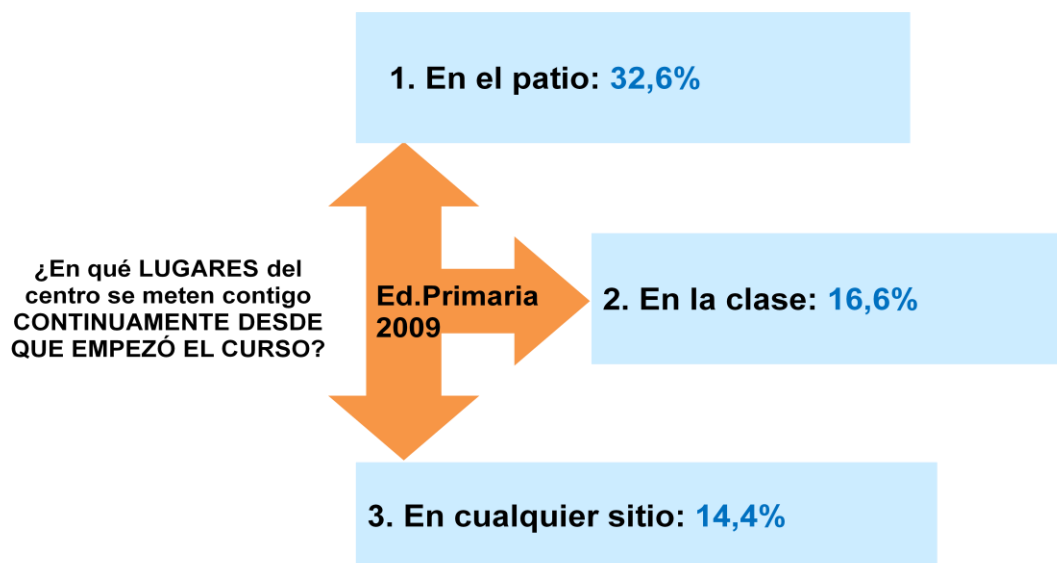 1. En el patio: 32,6%
¿En qué LUGARES del
centro se meten contigo
CONTINUAMENTE DESDE
QUE EMPEZÓ EL CURSO?
Ed.Primaria
2009
2. En la clase: 16,6%
3. En cualquier sitio: 14,4%